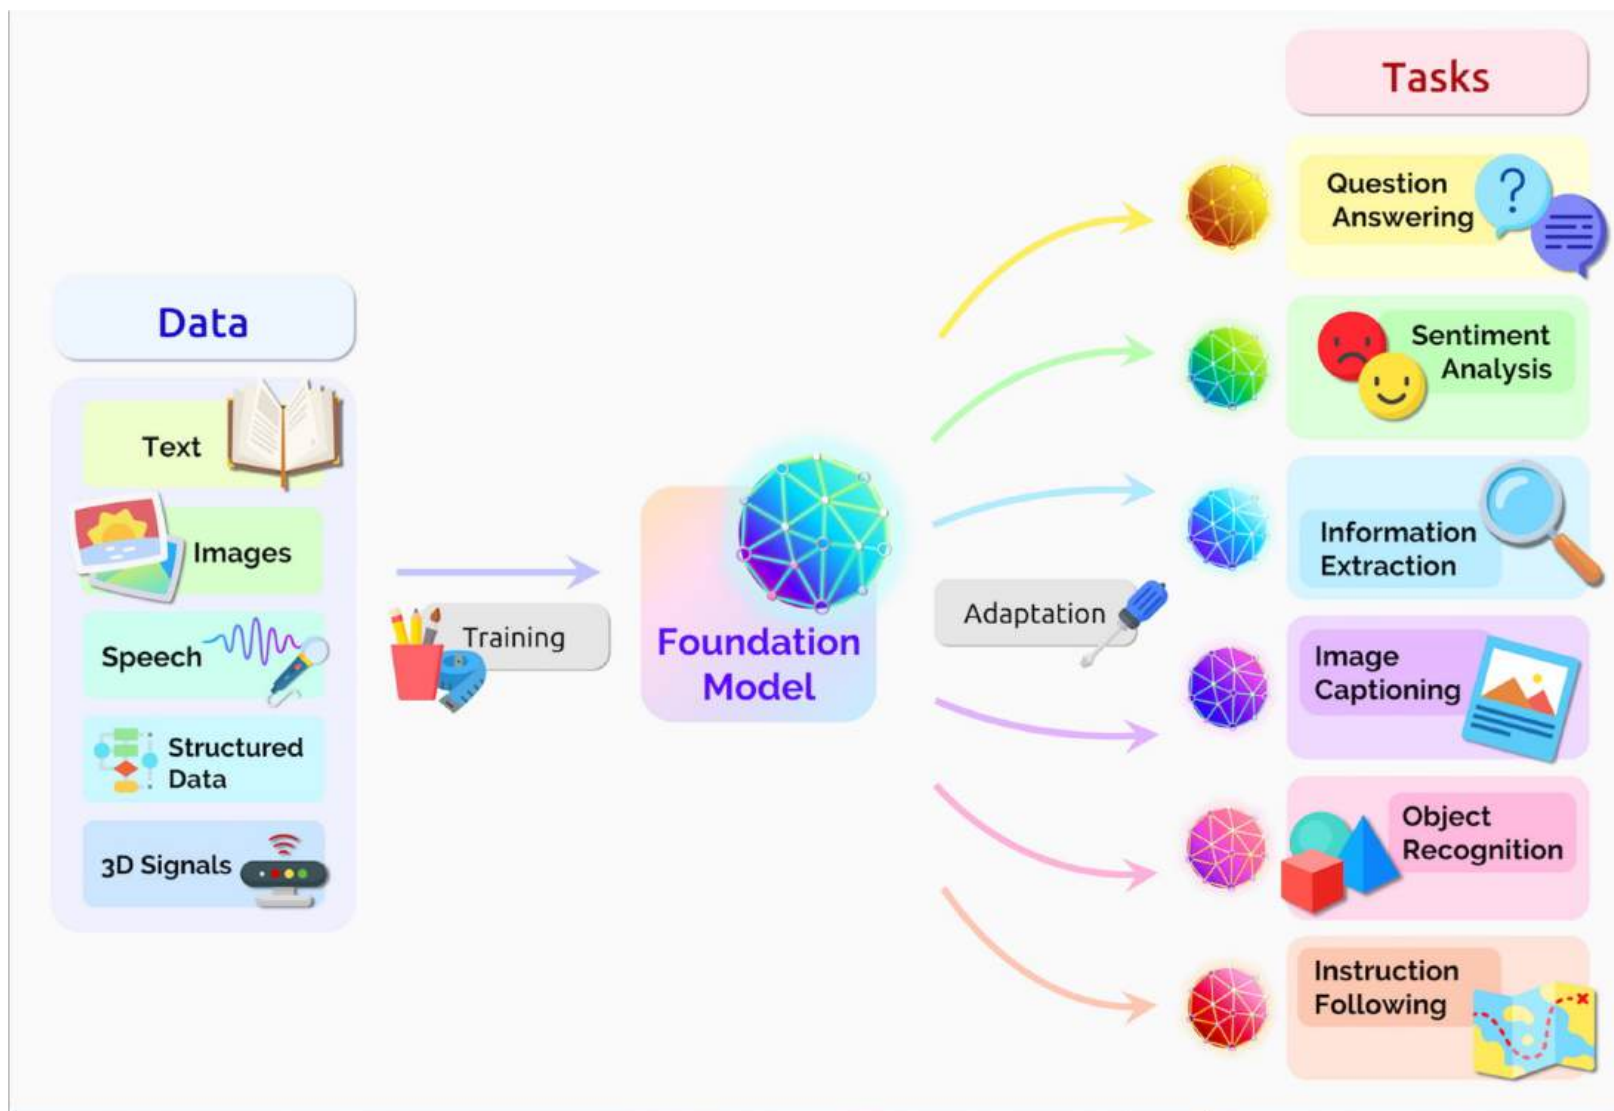 Data
Text
Images
Speech
Structured
Data
3D Signals
Training
Foundation
Model
Adaptation
Tasks
Question
Answering
Sentiment
Analysis
Information
Extraction
Image
Captioning
Object
Recognition
Instruction
Following